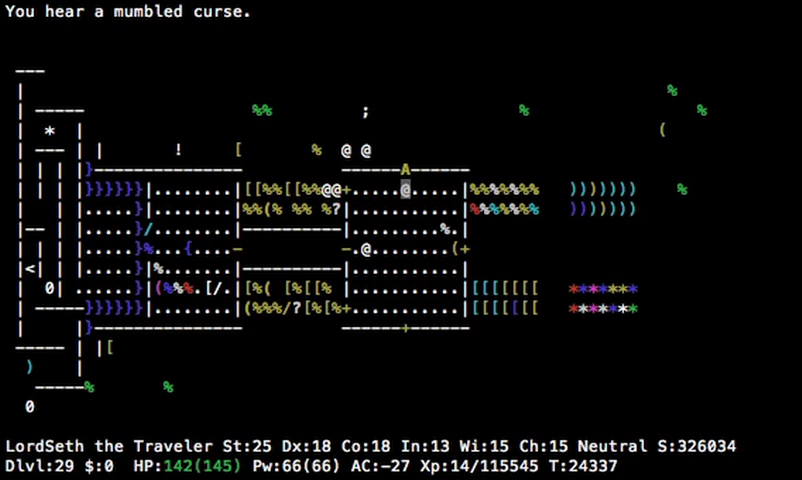 You hear a mumbled curse.
LordSeth the Traveler St:25 Dx:18 Co:18 In:13 Wi:15 Ch:15 Neutral S:326034
Dlvl:29 $:0 HP:142(145) Pw:66(66) AC:-27 Xp:14/115545 T:24337